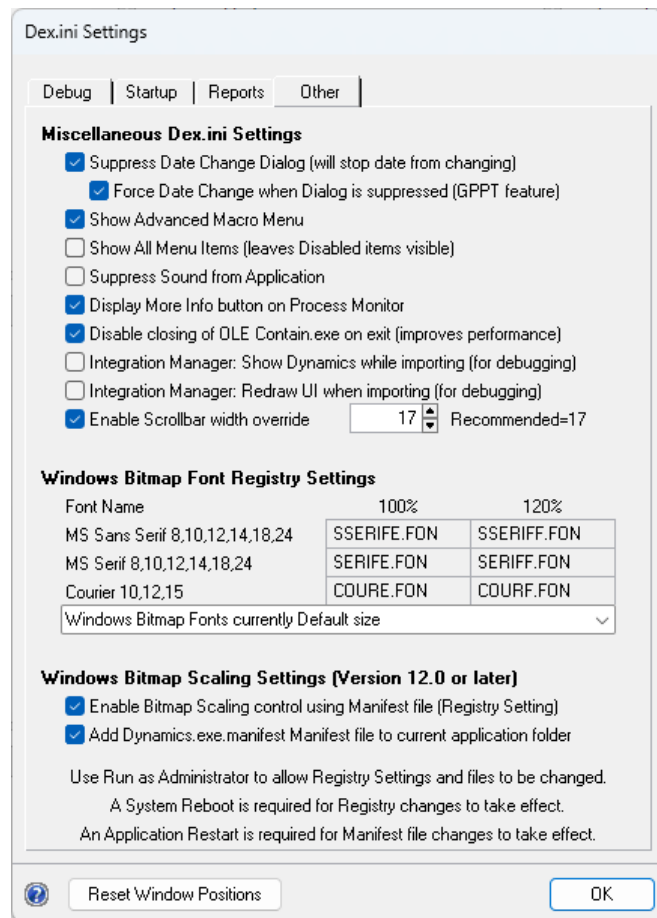 Dex.ini Settings
Debug Startup Reports Other
Miscellaneous Dex.ini Settings
Suppress Date Change Dialog (will stop date from changing)
Force Date Change when Dialog is suppressed (GPPT feature)
Show Advanced Macro Menu
Show All Menu Items (leaves Disabled items visible)
Suppress Sound from Application
Display More Info button on Process Monitor
Disable closing of OLE Contain.exe on exit (improves performance)
Integration Manager: Show Dynamics while importing (for debugging)
Integration Manager: Redraw UI when importing (for debugging)
Enable Scrollbar width override 17 Recommended=17
Windows Bitmap Font Registry Settings
Font Name 100% 120%
MS Sans Serif 8,10,12,14,18,24 SSERIFE.FON SSERIFF.FON
MS Serif 8,10,12,14,18,24 SERIFE.FON SERIFF.FON
Courier 10,12,15 COURE.FON COURF.FON
Windows Bitmap Fonts currently Default size
Windows Bitmap Scaling Settings (Version 12.0 or later)
Enable Bitmap Scaling control using Manifest file (Registry Setting)
Add Dynamics.exe.manifest Manifest file to current application folder
Use Run as Administrator to allow Registry Settings and files to be changed.
A System Reboot is required for Registry changes to take effect.
An Application Restart is required for Manifest file changes to take effect.
Reset Window Positions OK